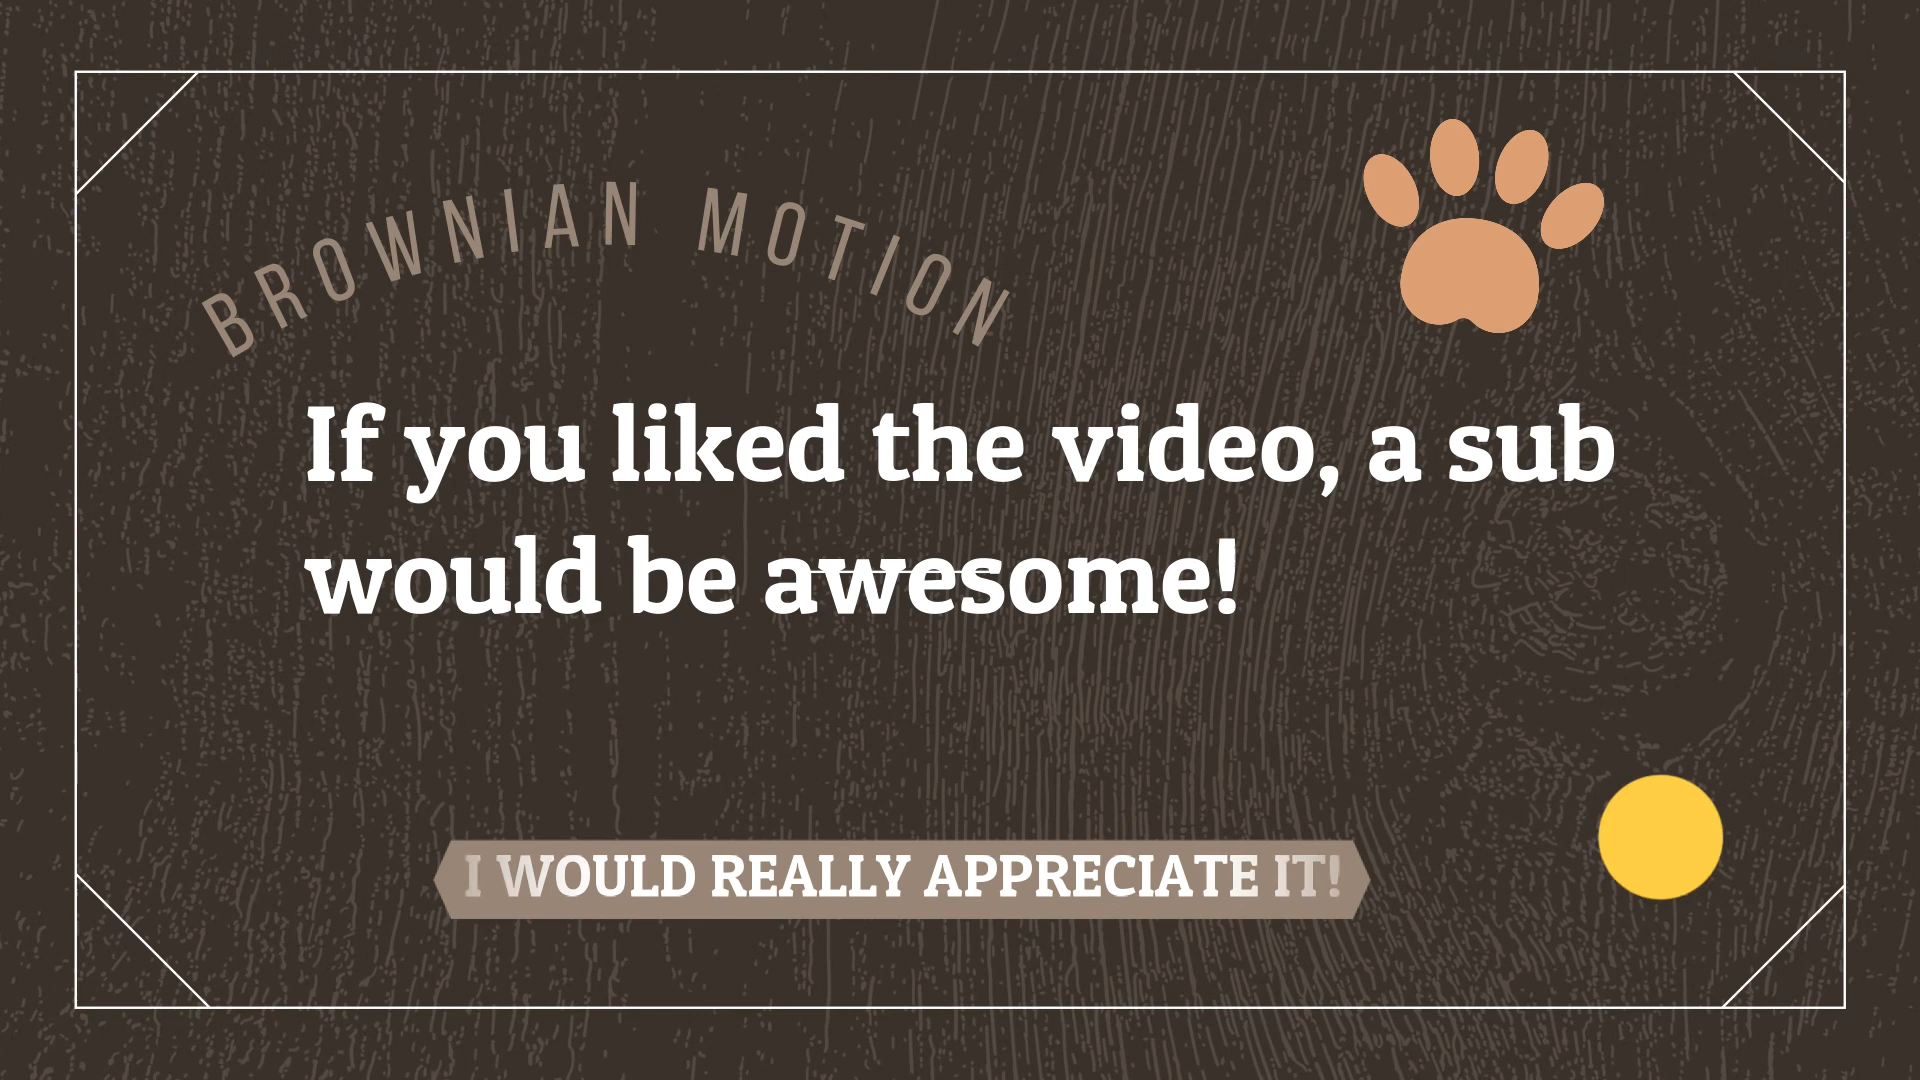 BROWNIAN MOTION
If you liked the video, a sub
would be awesome!
I WOULD REALLY APPRECIATE IT!